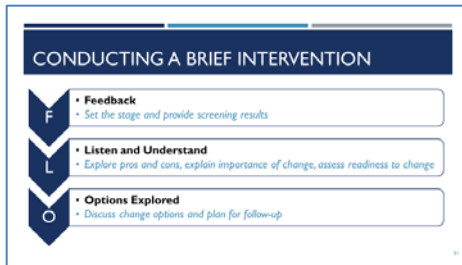 CONDUCTING A BRIEF INTERVENTION
F
• Feedback
• Set the stage and provide screening results
L
• Listen and Understand
• Explore pros and cons, explain importance of change, assess readiness to change
O
• Options Explored
• Discuss change options and plan for follow-up